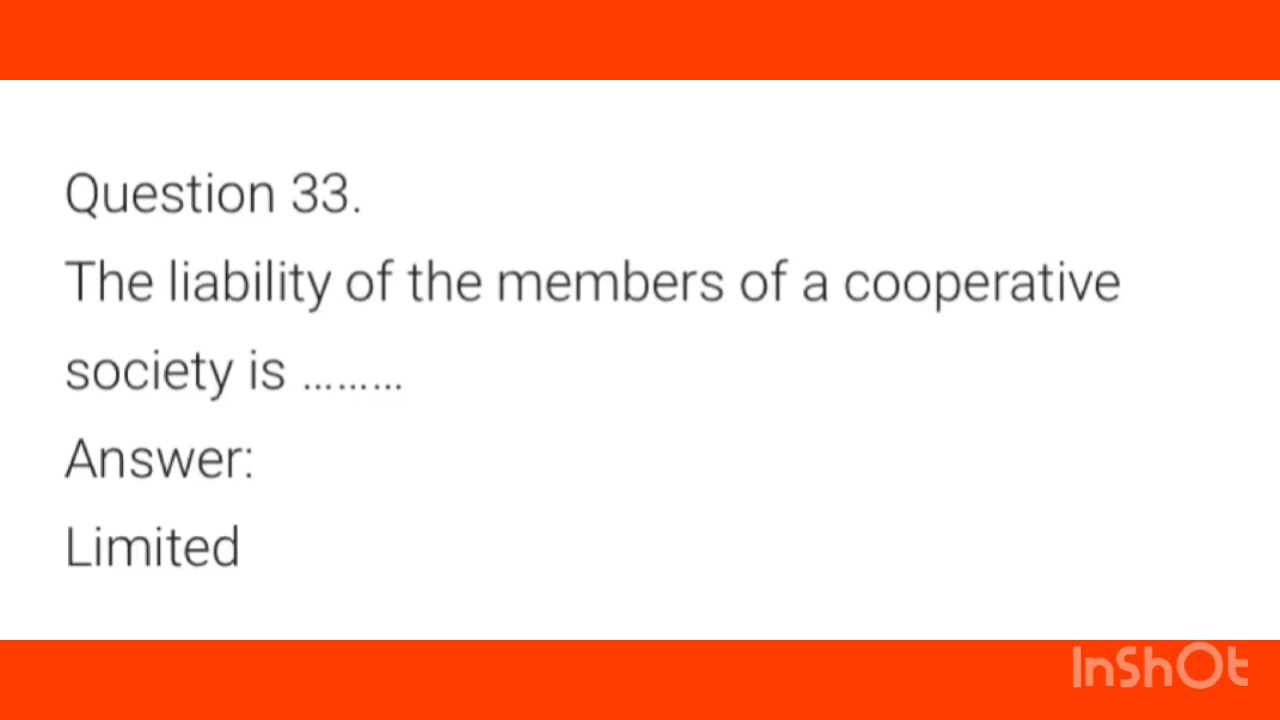 Question 33.
The liability of the members of a cooperative
society is .........
Answer:
Limited
InShOt